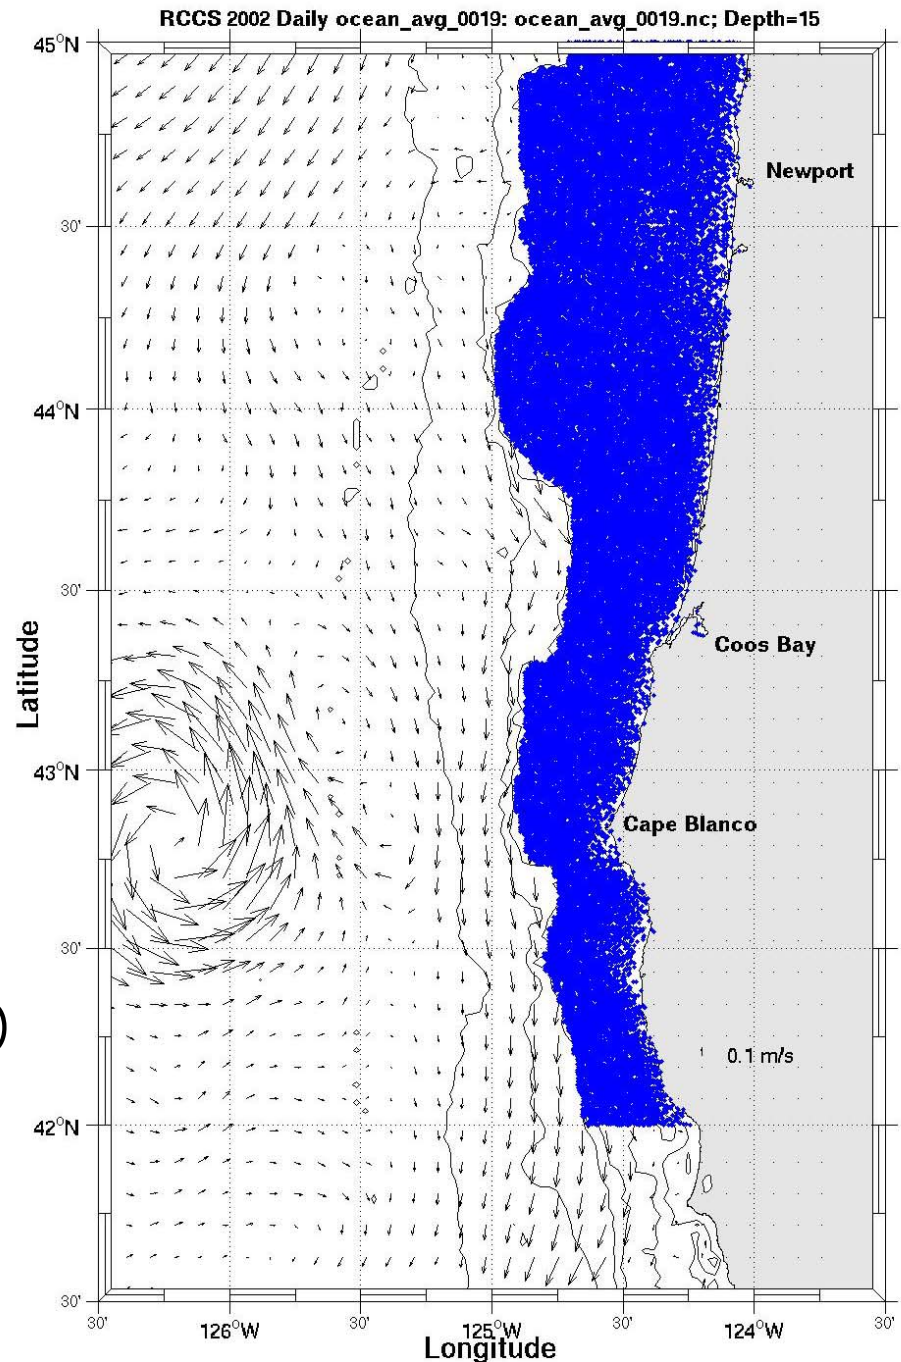 RCCS 2002 Daily ocean_avg_0019: ocean_avg_0019.nc; Depth=15
45°N
Newport
30'
44°N
30'
Coos Bay
Latitude
43°N
Cape Blanco
30'
)
0.1 m/s
42°N
30'
30' 126°W 30' 125°W 30' 124°W 30'
Longitude